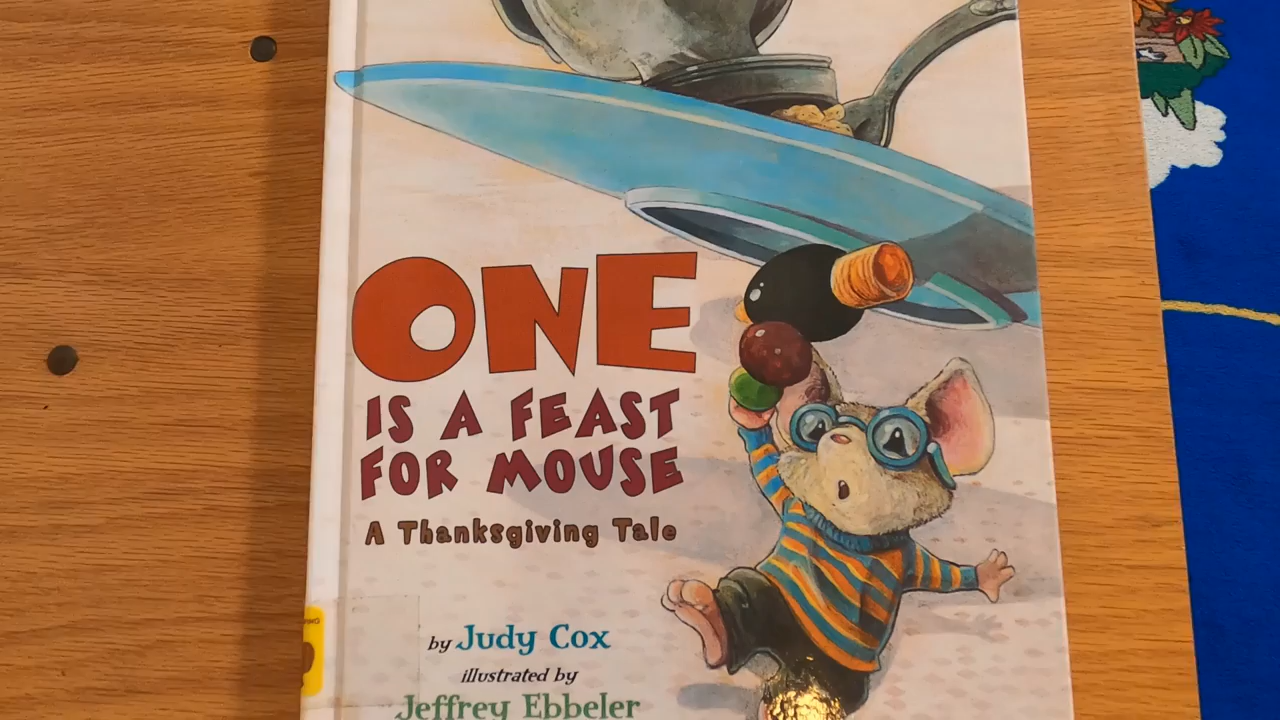 ONE
IS A FEAST
FOR MOUSE
A Thanksgiving Tale
by Judy Cox
illustrated by
Jeffrey Ebbeler